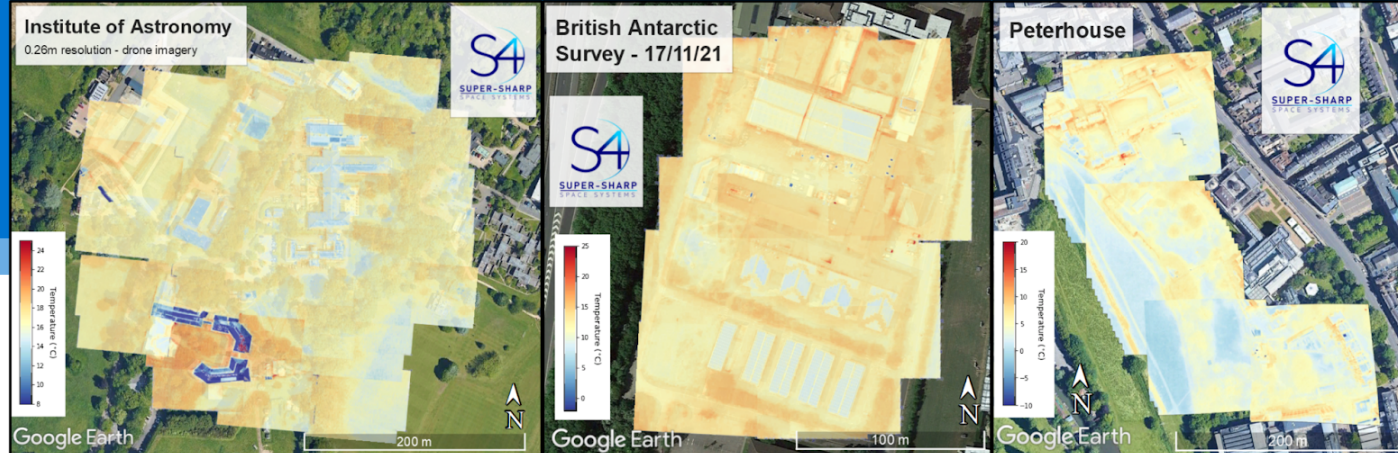 Institute of Astronomy
0.26m resolution - drone imagery
S4
SUPER-SHARP
SPACE SYSTEMS
24
22
20
18
16
14
12
10
8
Temperature (°C)
N
Google Earth
200 m
British Antarctic
Survey - 17/11/21
S4
SUPER-SHARP
SPACE SYSTEMS
25
20
15
10
5
0
Temperature (°C)
N
Google Earth
100 m
Peterhouse
S4
SUPER-SHARP
SPACE SYSTEMS
20
15
10
5
0
−5
−10
Temperature (°C)
N
Google Earth
200 m